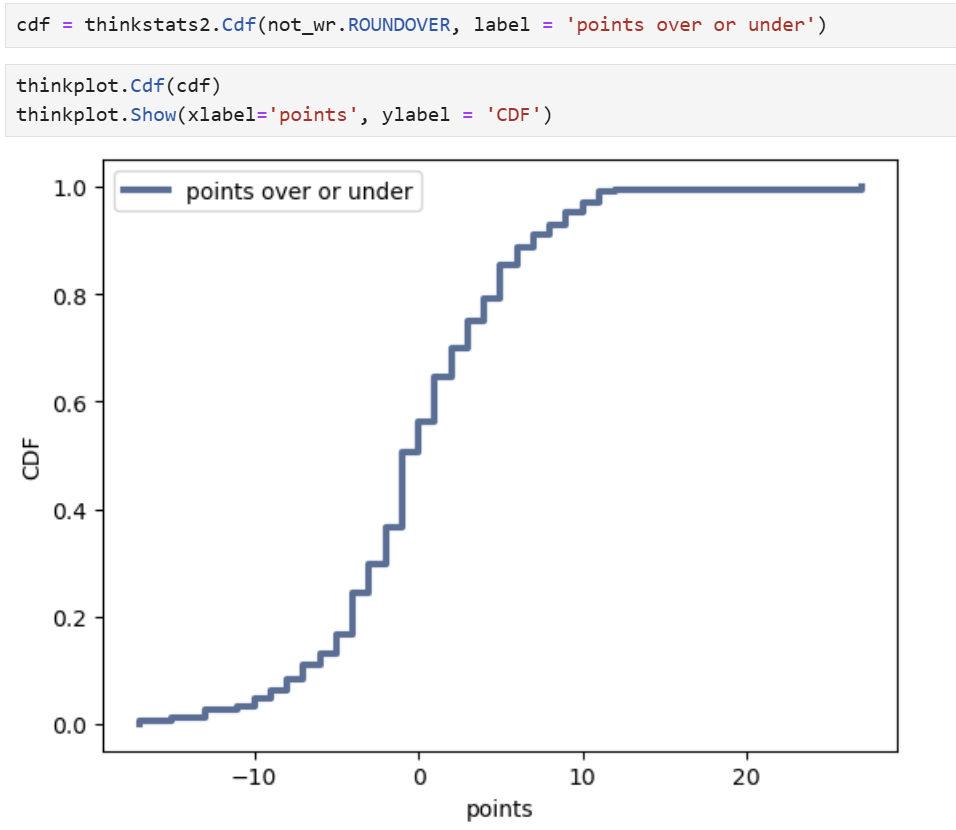 cdf = thinkstats2.Cdf(not_wr.ROUNDOVER, label = 'points over or under')
thinkplot.Cdf(cdf)
thinkplot.Show(xlabel='points', ylabel = 'CDF')
points over or under
1.0
0.8
0.6
0.4
0.2
0.0
CDF
−10 0 10 20
points